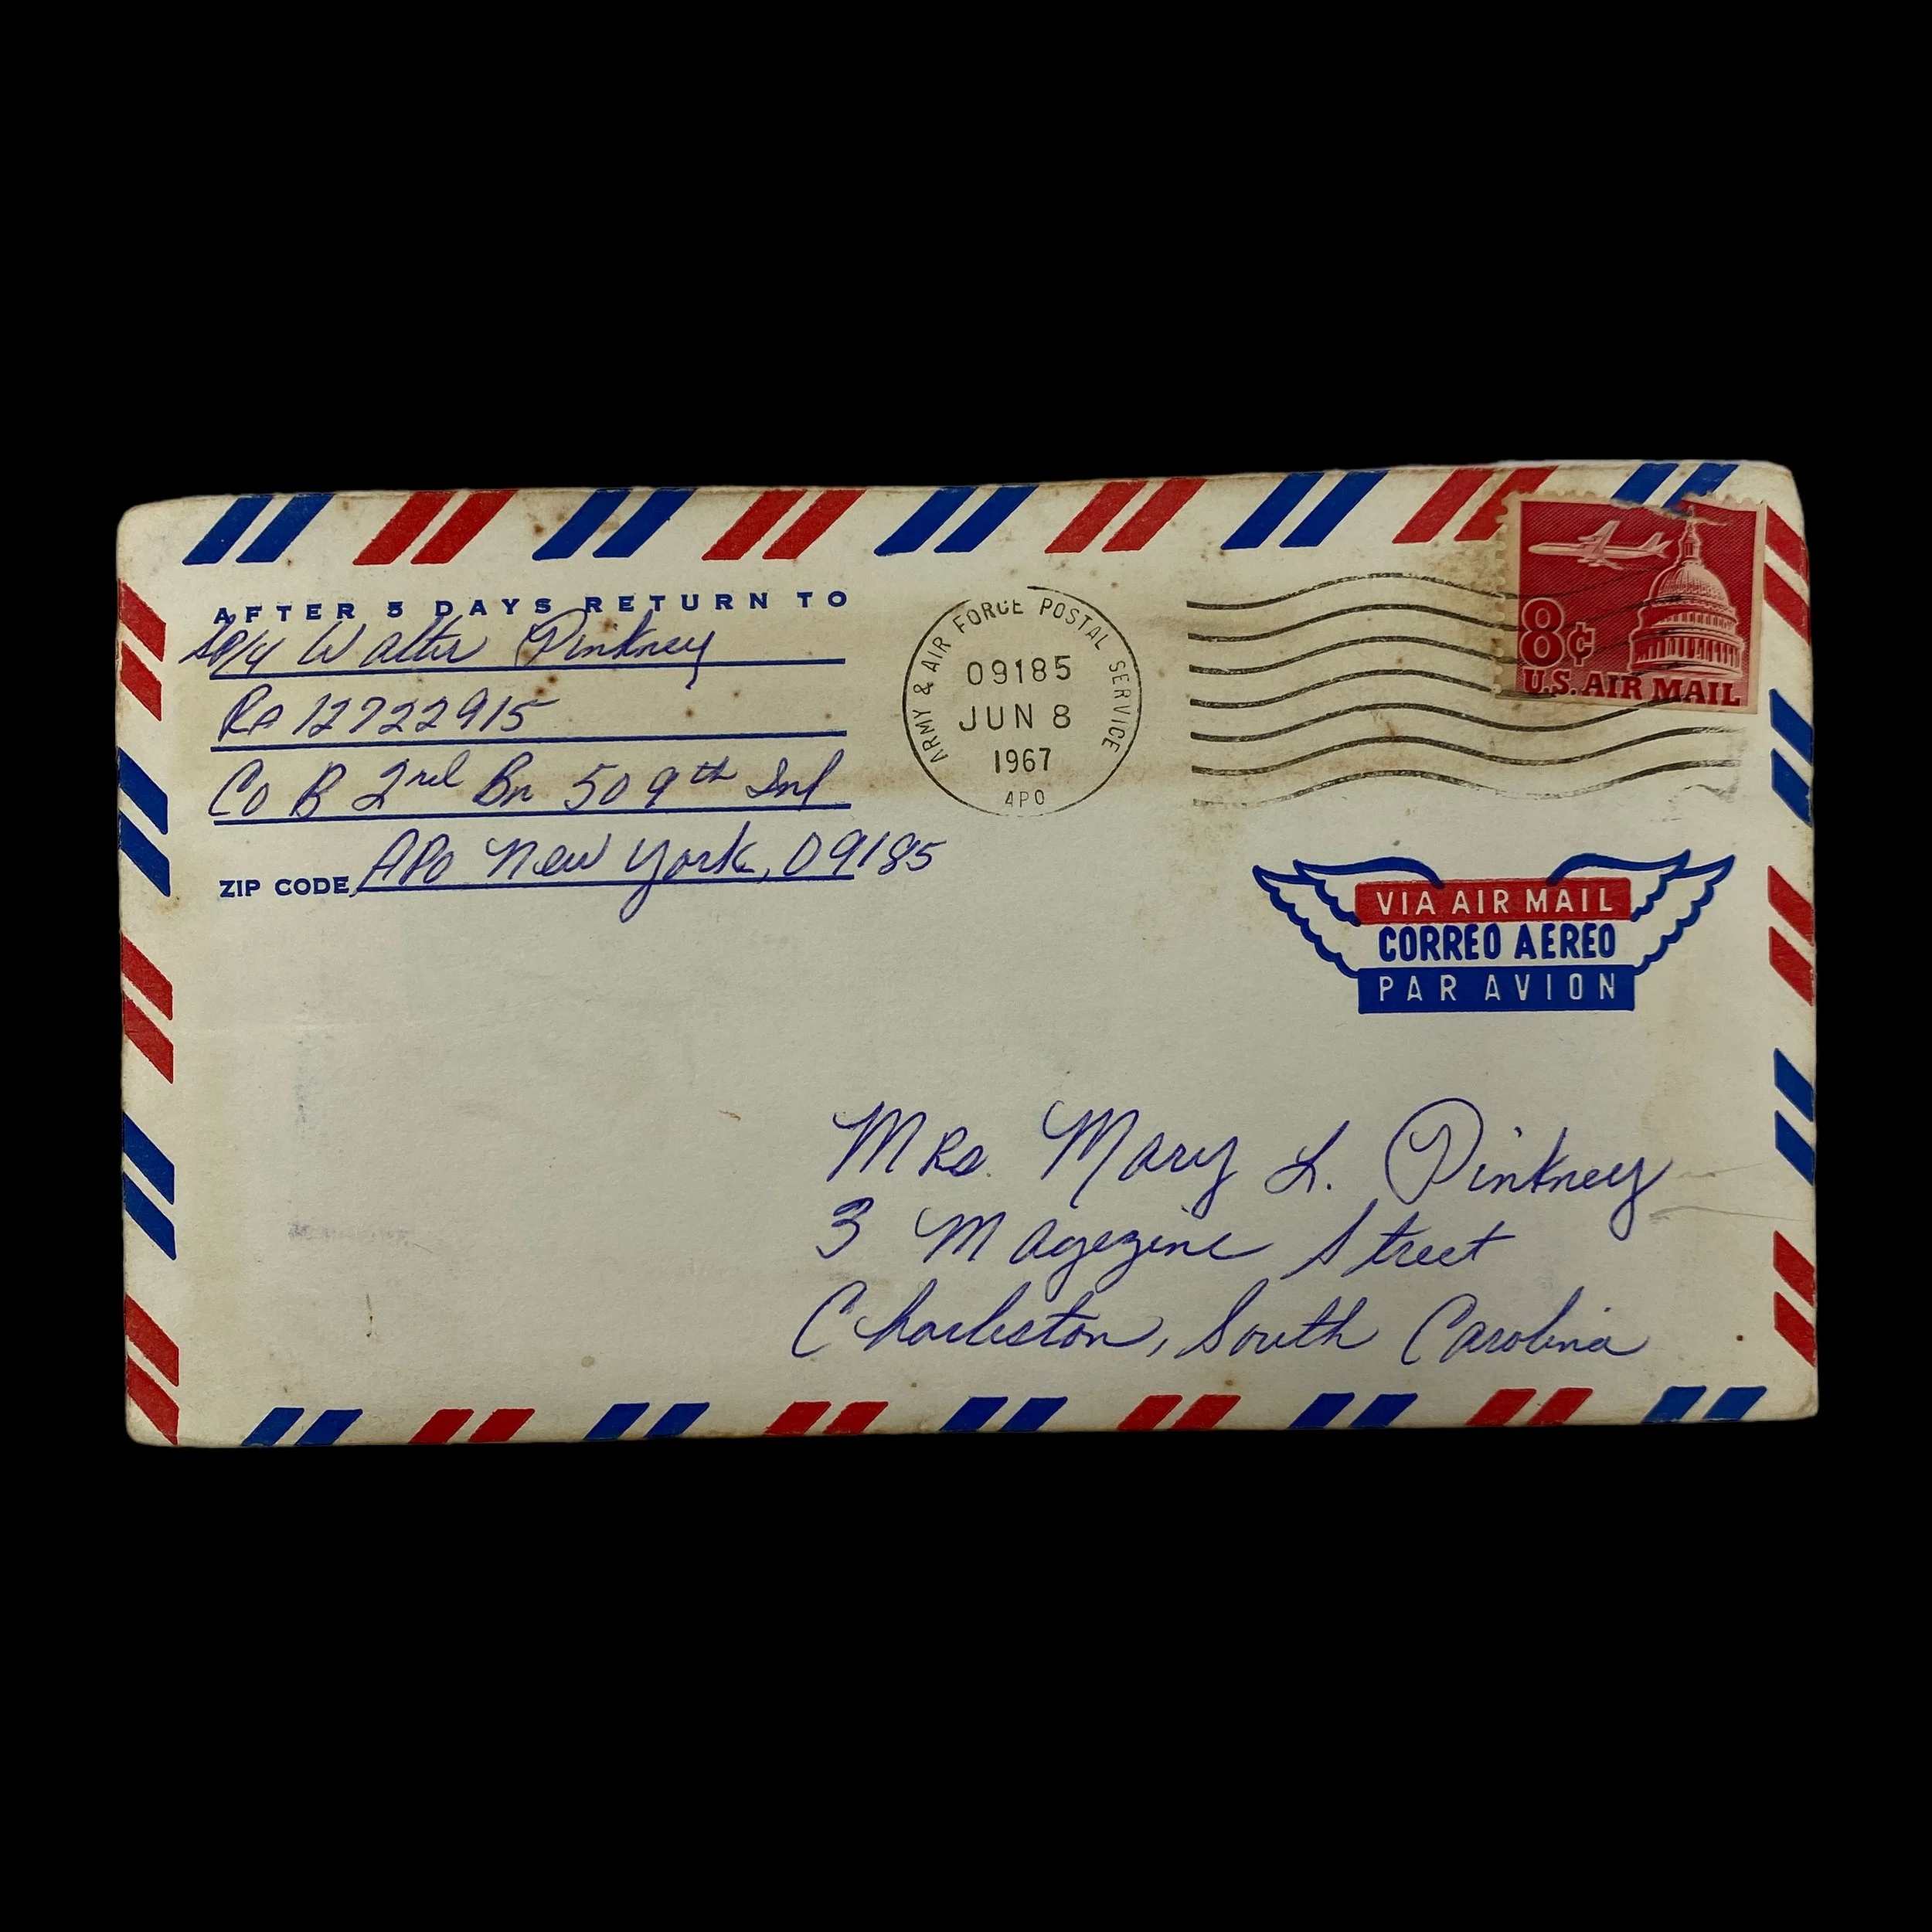 AFTER 5 DAYS RETURN TO
Sp/4 Walter Pinkney
RA 12722915
Co B 2nd Bn 509th Inf
ZIP CODE APO New York, 09185
ARMY & AIR FORCE POSTAL SERVICE
09185
JUN 8
1967
APO
8¢
U.S. AIR MAIL
VIA AIR MAIL
CORREO AEREO
PAR AVION
Mrs. Mary L. Pinkney
3 Magezine Street
Charleston, South Carolina